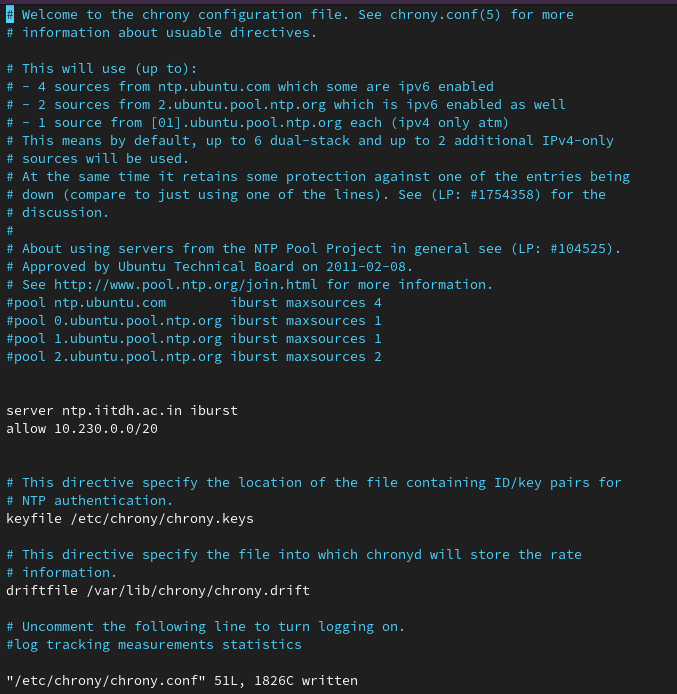 # Welcome to the chrony configuration file. See chrony.conf(5) for more
# information about usuable directives.
# This will use (up to):
# - 4 sources from ntp.ubuntu.com which some are ipv6 enabled
# - 2 sources from 2.ubuntu.pool.ntp.org which is ipv6 enabled as well
# - 1 source from [01].ubuntu.pool.ntp.org each (ipv4 only atm)
# This means by default, up to 6 dual-stack and up to 2 additional IPv4-only
# sources will be used.
# At the same time it retains some protection against one of the entries being
# down (compare to just using one of the lines). See (LP: #1754358) for the
# discussion.
#
# About using servers from the NTP Pool Project in general see (LP: #104525).
# Approved by Ubuntu Technical Board on 2011-02-08.
# See http://www.pool.ntp.org/join.html for more information.
#pool ntp.ubuntu.com        iburst maxsources 4
#pool 0.ubuntu.pool.ntp.org iburst maxsources 1
#pool 1.ubuntu.pool.ntp.org iburst maxsources 1
#pool 2.ubuntu.pool.ntp.org iburst maxsources 2
server ntp.iitdh.ac.in iburst
allow 10.230.0.0/20
# This directive specify the location of the file containing ID/key pairs for
# NTP authentication.
keyfile /etc/chrony/chrony.keys
# This directive specify the file into which chronyd will store the rate
# information.
driftfile /var/lib/chrony/chrony.drift
# Uncomment the following line to turn logging on.
#log tracking measurements statistics
"/etc/chrony/chrony.conf" 51L, 1826C written